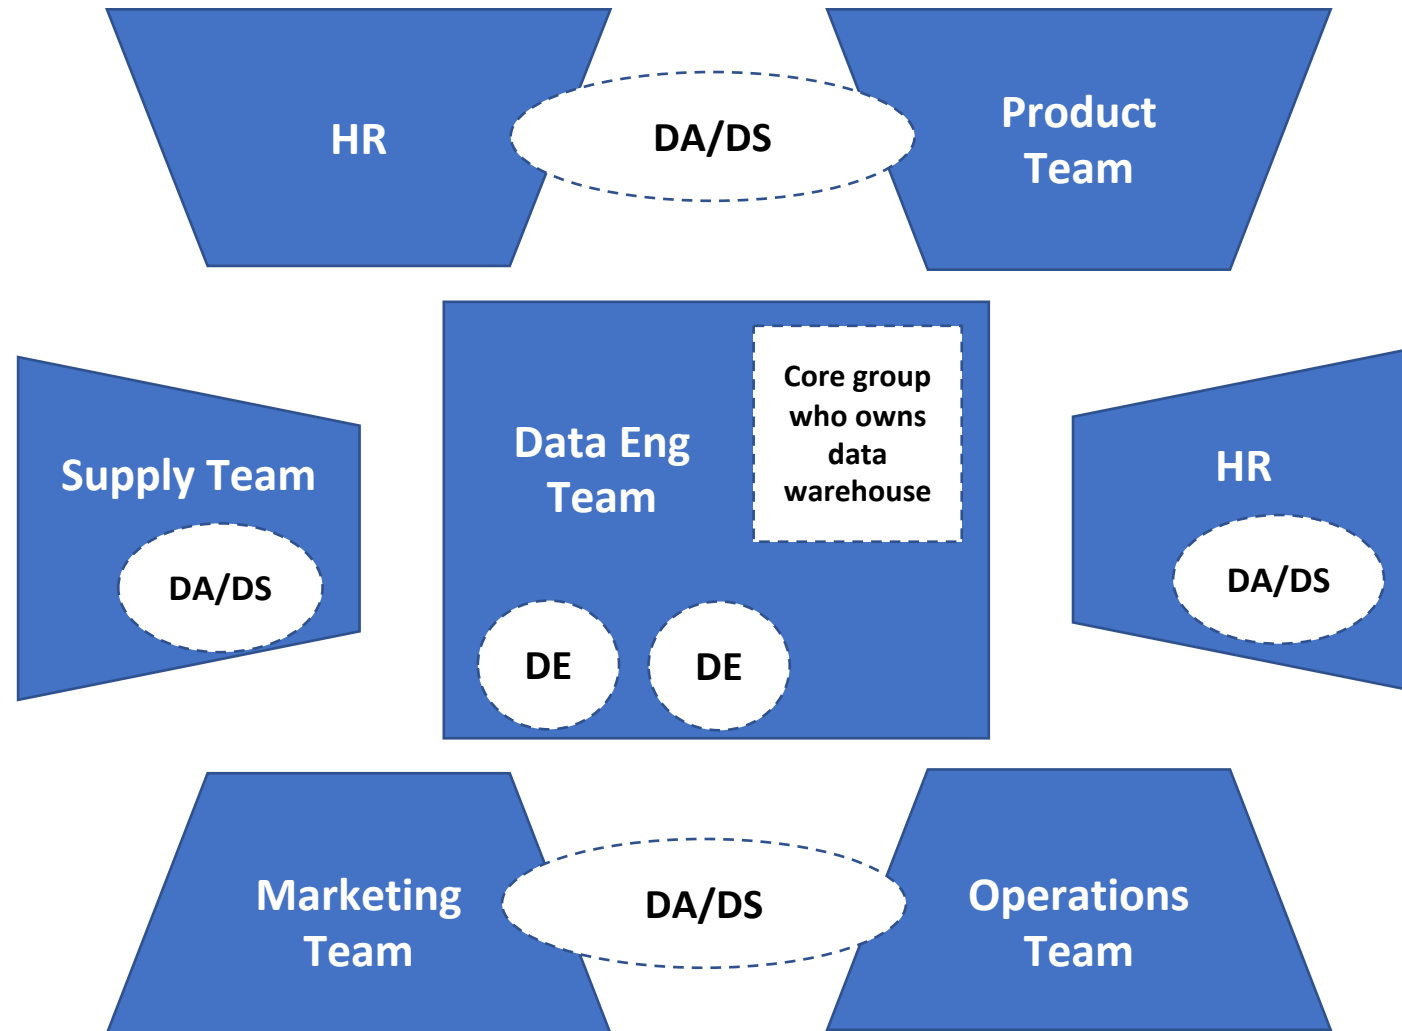 HR
DA/DS
Product
Team
Supply Team
DA/DS
Data Eng
Team
Core group
who owns
data
warehouse
DE
DE
HR
DA/DS
Marketing
Team
DA/DS
Operations
Team